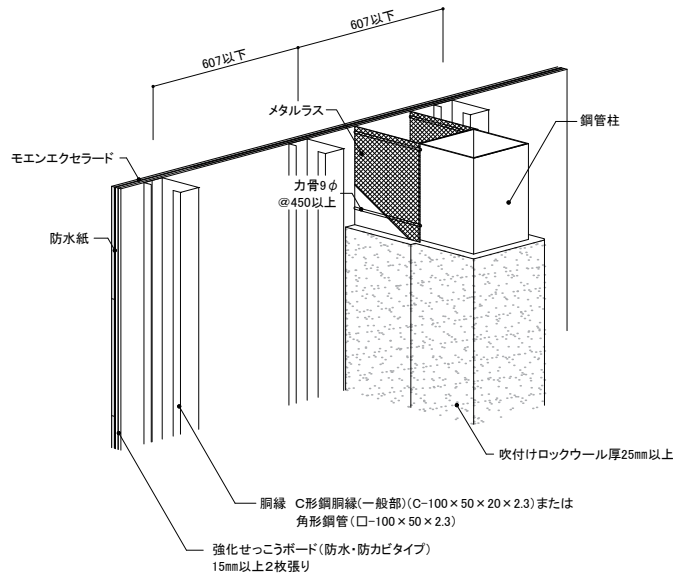 607以下
607以下
メタルラス
鋼管柱
モエンエクセラード
力骨9φ
@450以上
防水紙
吹付けロックウール厚25mm以上
胴縁 C形鋼胴縁(一般部)(C-100×50×20×2.3)または
角形鋼管(□-100×50×2.3)
強化せっこうボード(防水・防カビタイプ)
15mm以上2枚張り